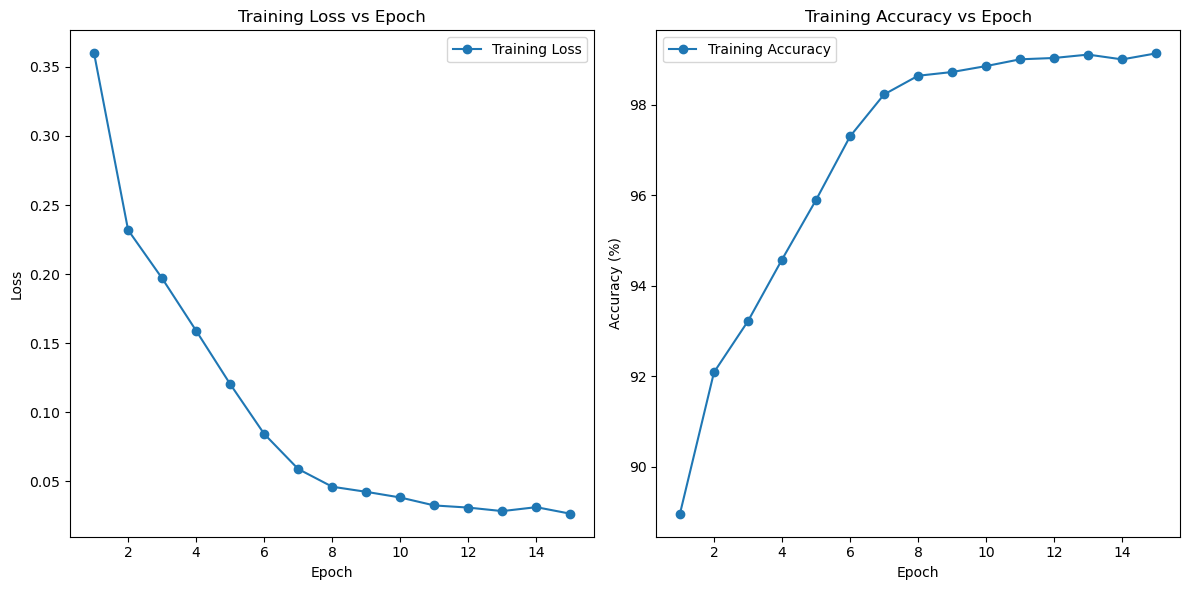 Training Loss vs Epoch
Training Loss
0.35
0.30
0.25
0.20
0.15
0.10
0.05
Loss
2 4 6 8 10 12 14
Epoch
Training Accuracy vs Epoch
Training Accuracy
98
96
94
92
90
Accuracy (%)
2 4 6 8 10 12 14
Epoch